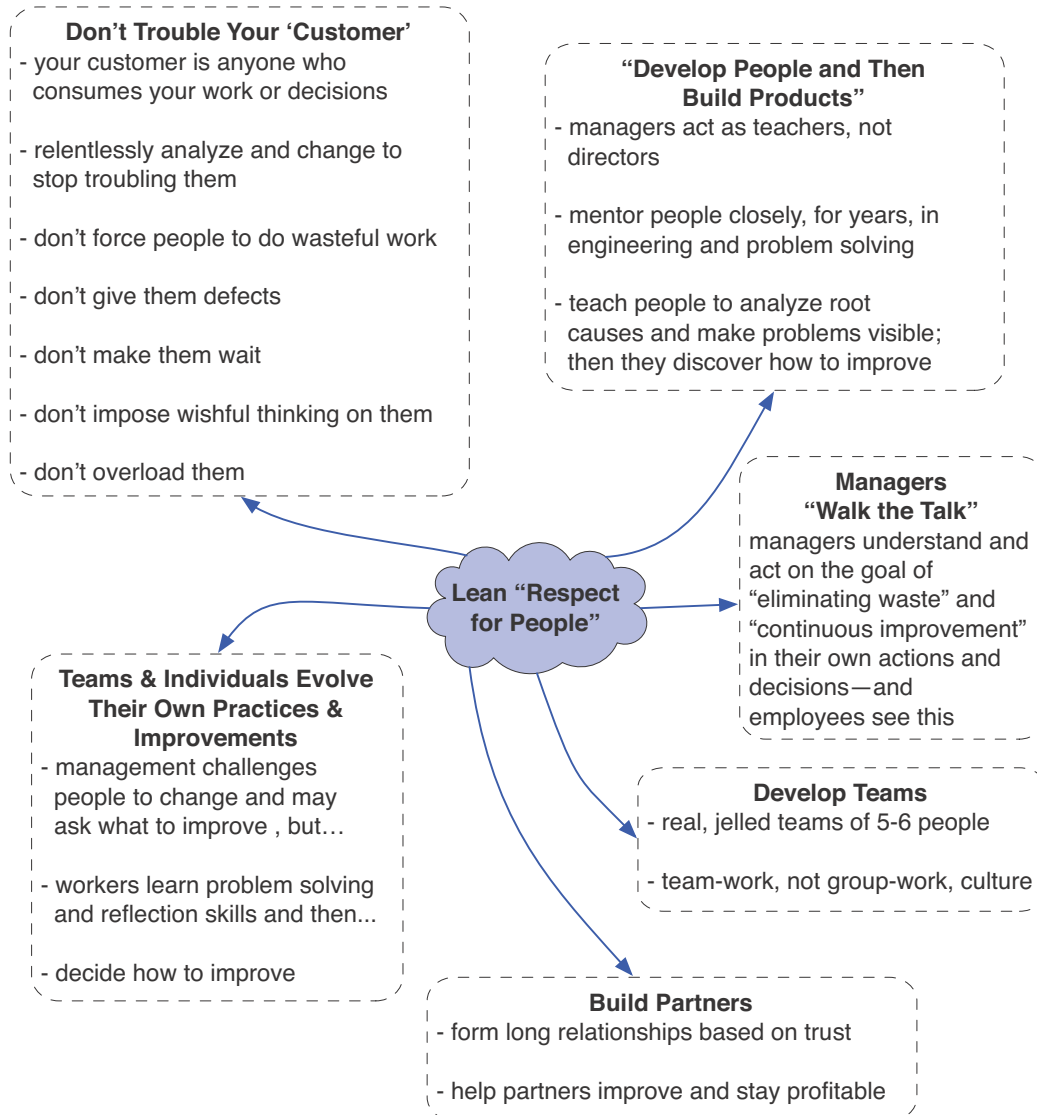 Don’t Trouble Your ‘Customer’
- your customer is anyone who
consumes your work or decisions
- relentlessly analyze and change to
stop troubling them
- don’t force people to do wasteful work
- don’t give them defects
- don’t make them wait
- don’t impose wishful thinking on them
- don’t overload them
“Develop People and Then
Build Products”
- managers act as teachers, not
directors
- mentor people closely, for years, in
engineering and problem solving
- teach people to analyze root
causes and make problems visible;
then they discover how to improve
Managers
“Walk the Talk”
managers understand and
act on the goal of
“eliminating waste” and
“continuous improvement”
in their own actions and
decisions—and
employees see this
Lean “Respect
for People”
Teams & Individuals Evolve
Their Own Practices &
Improvements
- management challenges
people to change and may
ask what to improve , but…
- workers learn problem solving
and reflection skills and then...
- decide how to improve
Develop Teams
- real, jelled teams of 5-6 people
- team-work, not group-work, culture
Build Partners
- form long relationships based on trust
- help partners improve and stay profitable